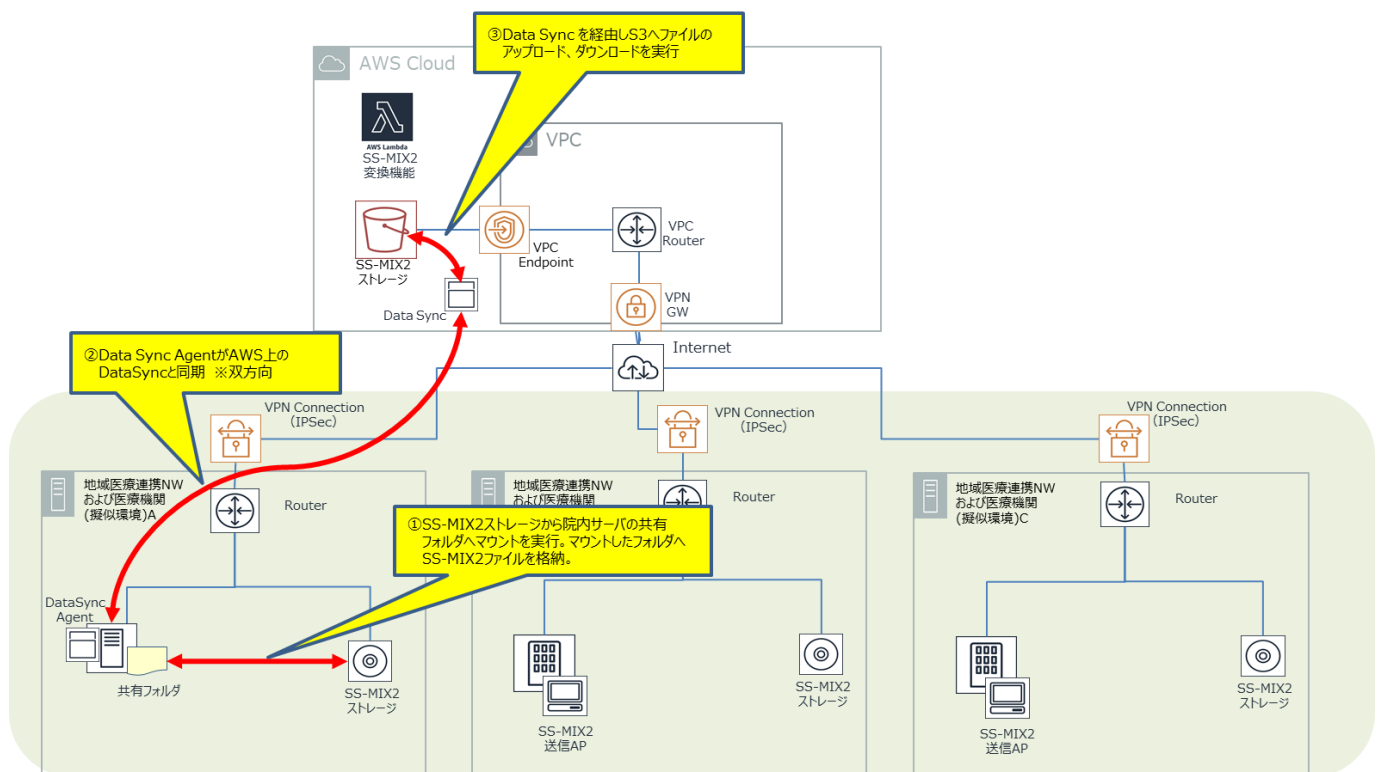 ③Data Sync を経由しS3へファイルの
アップロード、ダウンロードを実行
AWS Cloud
AWS Lambda
SS-MIX2
変換機能
VPC
VPC
Router
VPC
Endpoint
SS-MIX2
ストレージ
Data Sync
VPN
GW
②Data Sync AgentがAWS上の
DataSyncと同期 ※双方向
Internet
VPN Connection
(IPSec)
VPN Connection
(IPSec)
VPN Connection
(IPSec)
地域医療連携NW
および医療機関
(擬似環境)A
Router
地域医療連携NW
および医療機関
Router
地域医療連携NW
および医療機関
(擬似環境)C
Router
①SS-MIX2ストレージから院内サーバの共有
フォルダへマウントを実行。マウントしたフォルダへ
SS-MIX2ファイルを格納。
DataSync
Agent
共有フォルダ
SS-MIX2
ストレージ
SS-MIX2
送信AP
SS-MIX2
ストレージ
SS-MIX2
送信AP
SS-MIX2
ストレージ